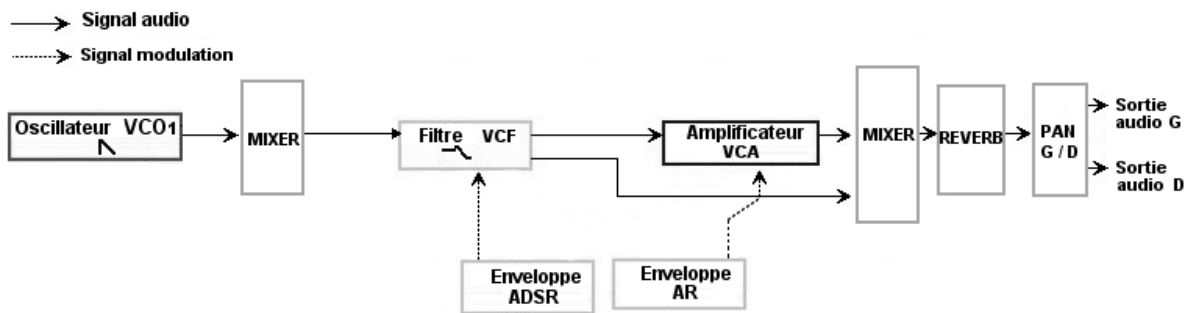 Signal audio
Signal modulation
Oscillateur VCO1
MIXER
Filtre VCF
Amplificateur
VCA
MIXER
REVERB
PAN
G / D
Sortie
audio G
Sortie
audio D
Enveloppe
ADSR
Enveloppe
AR